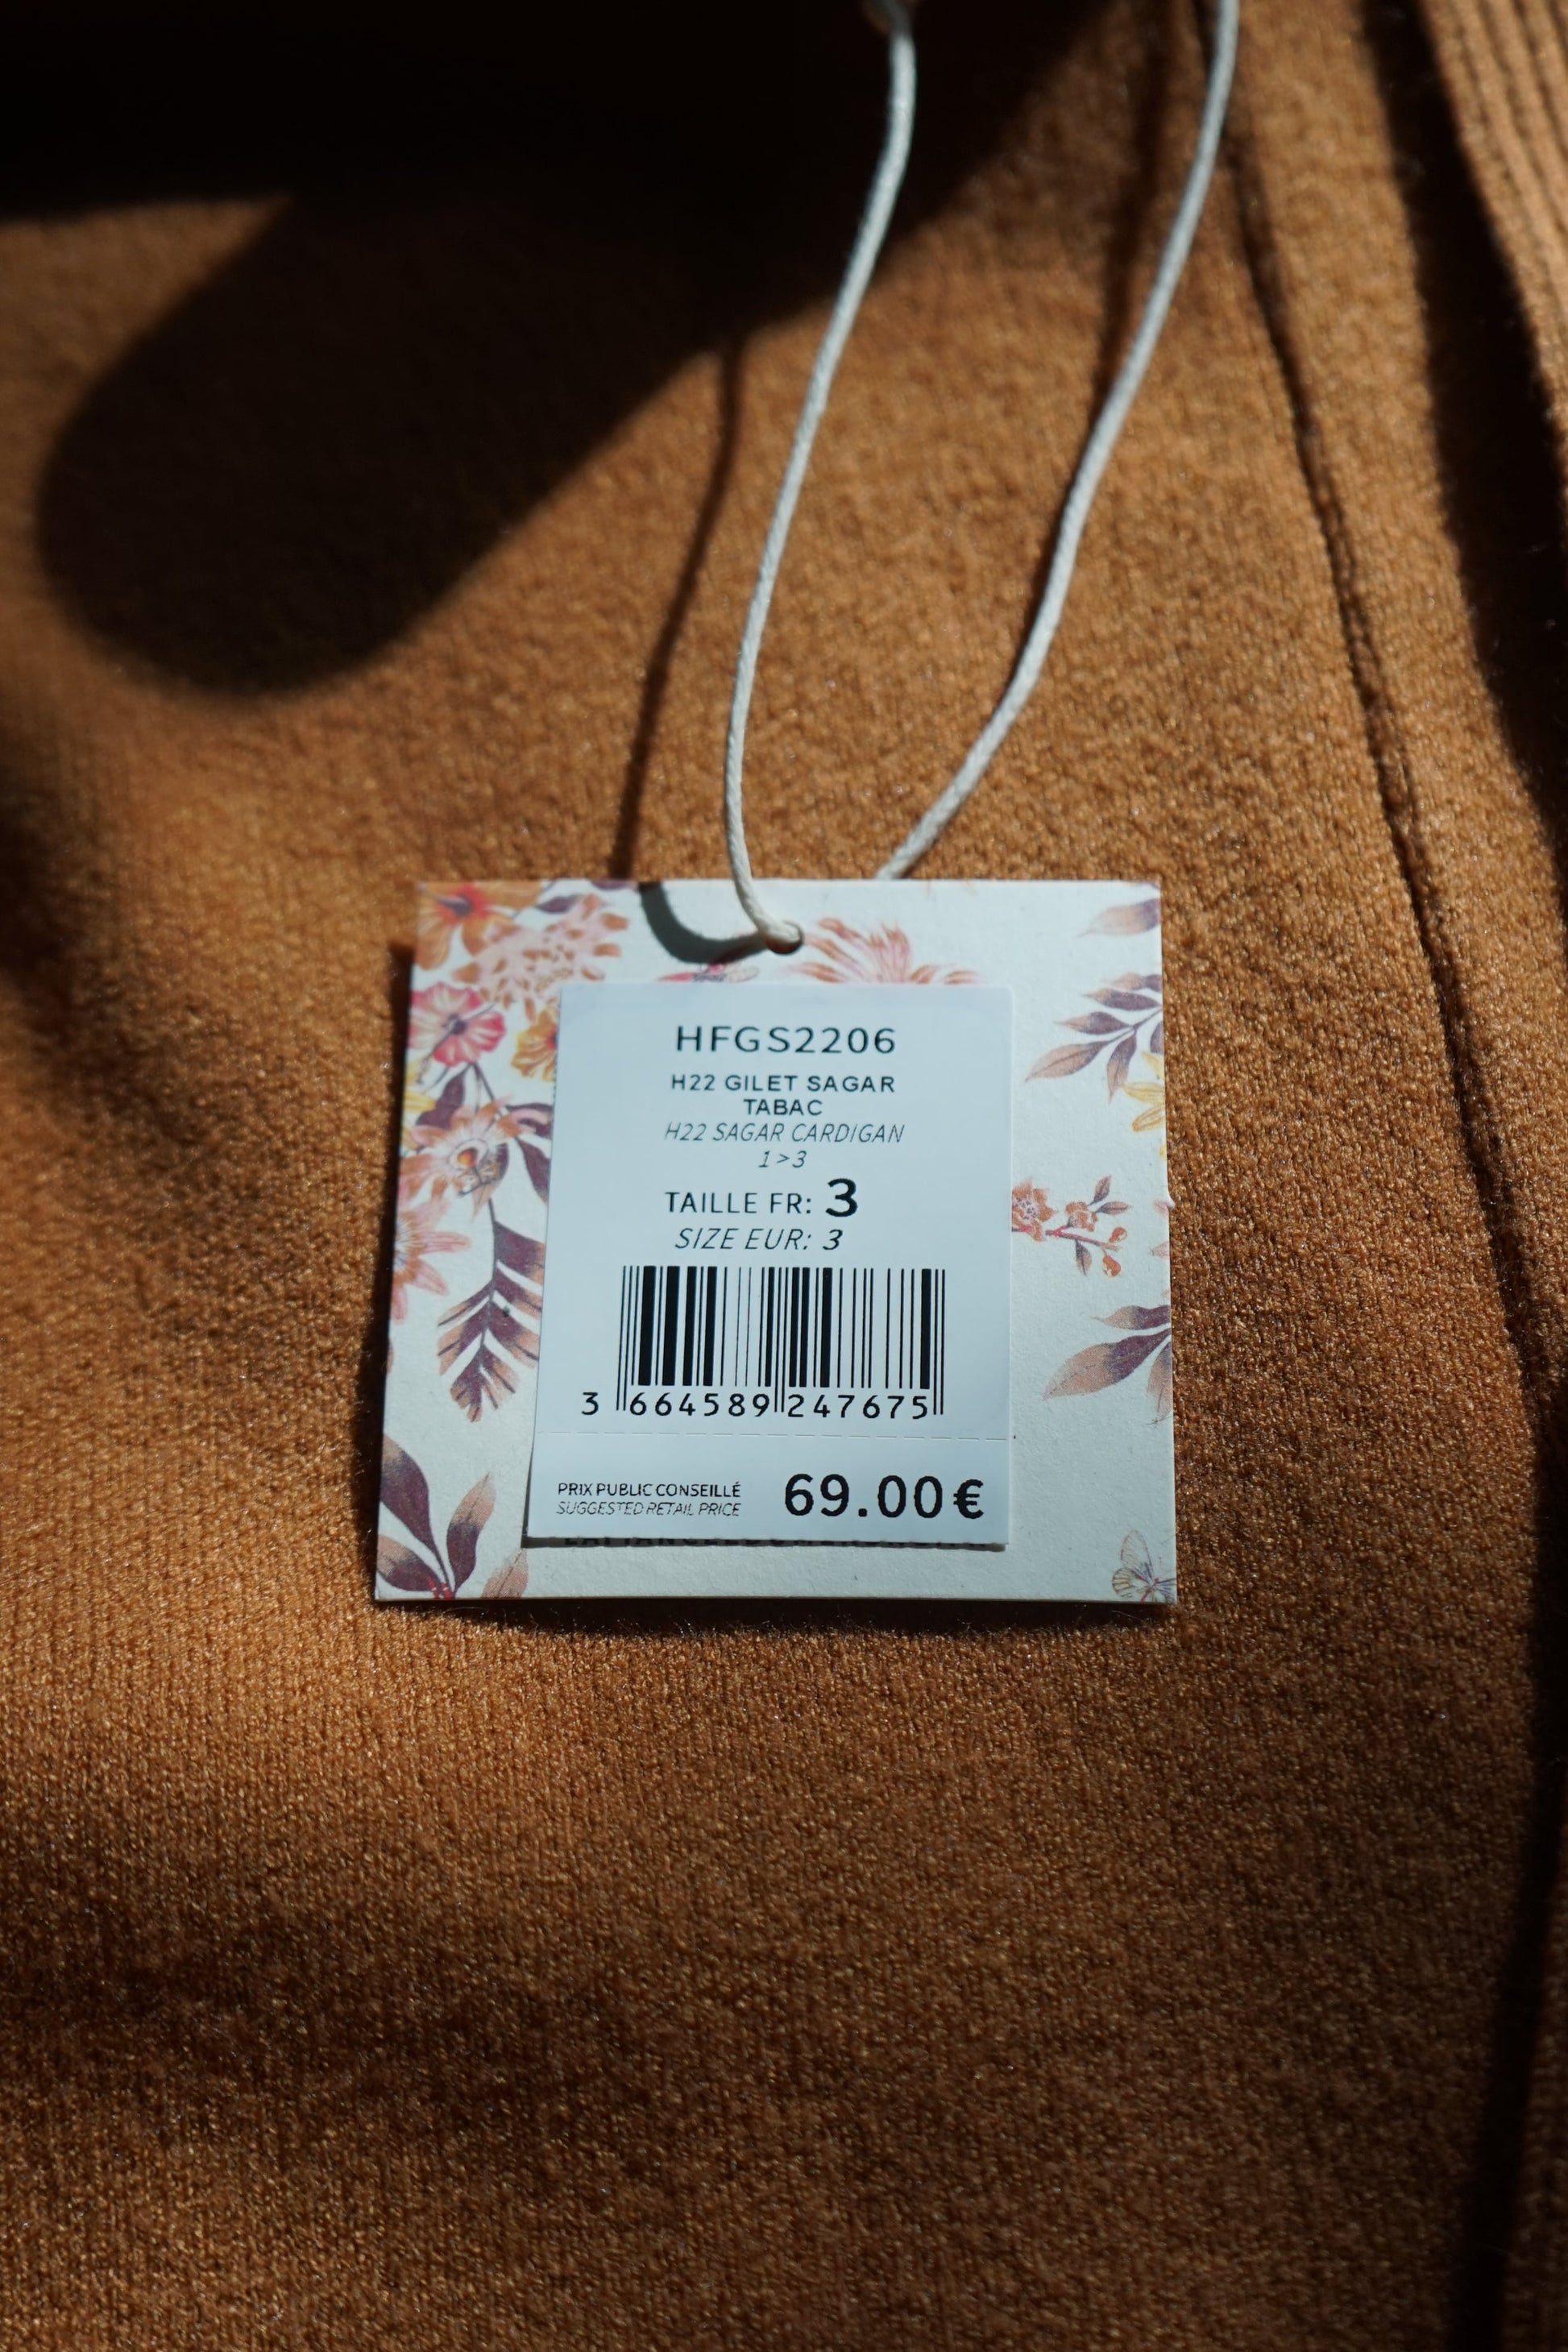 HFGS2206
H22 GILET SAGAR
TABAC
H22 SAGAR CARDIGAN
1>3
TAILLE FR: 3
SIZE EUR: 3
3 664589 247675
PRIX PUBLIC CONSEILLÉ 69.00€
SUGGESTED RETAIL PRICE